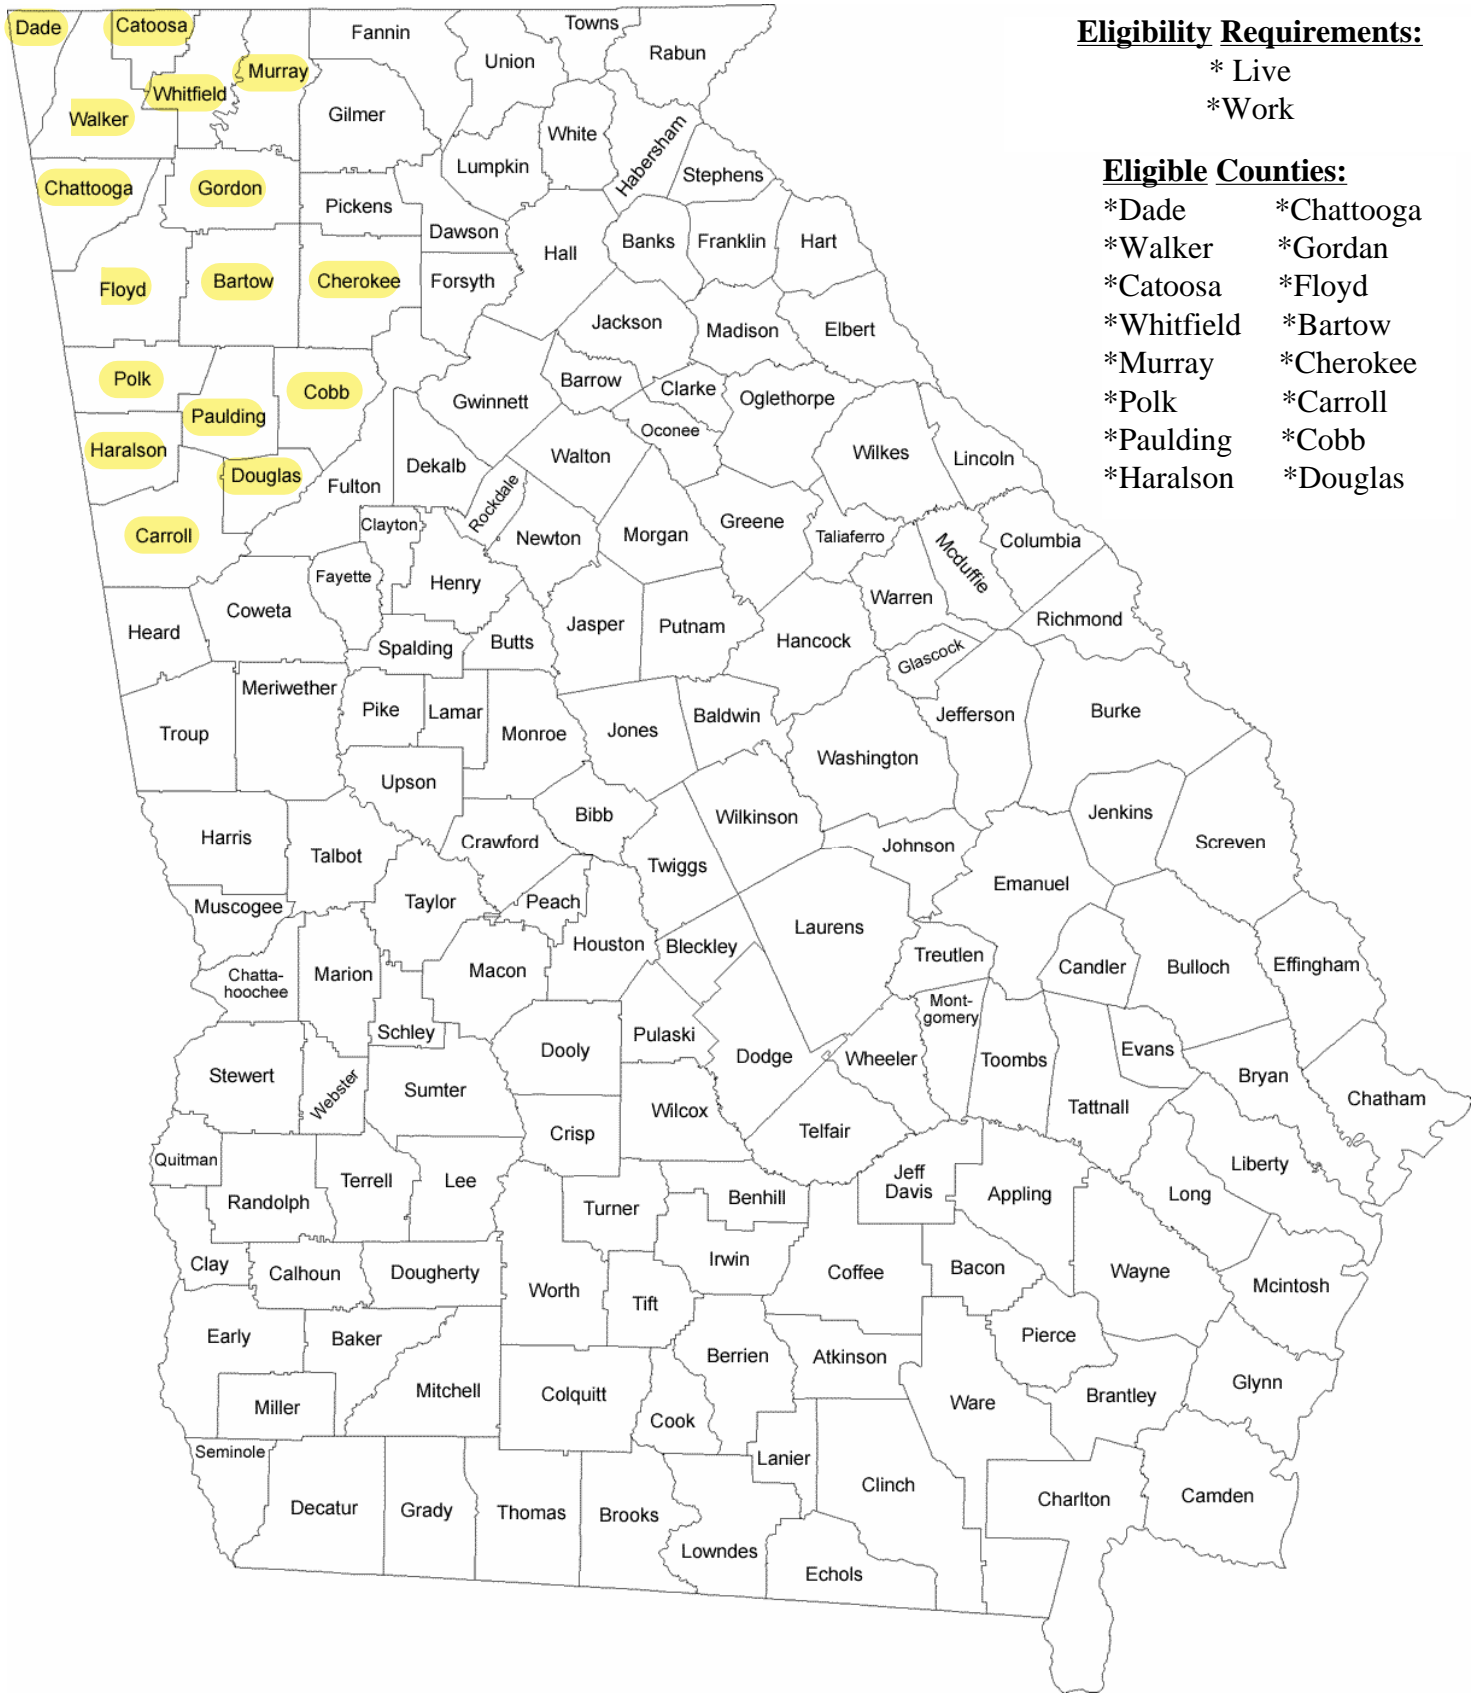 Eligibility Requirements:
* Live
*Work
Eligible Counties:
*Dade *Chattooga
*Walker *Gordan
*Catoosa *Floyd
*Whitfield *Bartow
*Murray *Cherokee
*Polk *Carroll
*Paulding *Cobb
*Haralson *Douglas
Dade
Catoosa
Fannin
Towns
Union
Rabun
Murray
Whitfield
Walker
Gilmer
White
Habersham
Lumpkin
Stephens
Chattooga
Gordon
Pickens
Dawson
Hall
Banks
Franklin
Hart
Floyd
Bartow
Cherokee
Forsyth
Jackson
Madison
Elbert
Polk
Cobb
Barrow
Clarke
Oglethorpe
Gwinnett
Paulding
Oconee
Haralson
Douglas
Fulton
Dekalb
Walton
Wilkes
Lincoln
Rockdale
Carroll
Clayton
Newton
Morgan
Greene
Taliaferro
Mcduffie
Columbia
Fayette
Henry
Warren
Coweta
Heard
Spalding
Butts
Jasper
Putnam
Hancock
Richmond
Glascock
Meriwether
Pike
Lamar
Troup
Monroe
Jones
Baldwin
Jefferson
Burke
Washington
Upson
Bibb
Wilkinson
Jenkins
Harris
Talbot
Crawford
Twiggs
Johnson
Screven
Emanuel
Muscogee
Taylor
Peach
Laurens
Houston
Bleckley
Treutlen
Candler
Bulloch
Effingham
Chatta-
hoochee
Marion
Macon
Mont-
gomery
Schley
Dooly
Pulaski
Dodge
Wheeler
Toombs
Evans
Stewert
Webster
Sumter
Bryan
Chatham
Tattnall
Wilcox
Crisp
Telfair
Quitman
Liberty
Randolph
Terrell
Lee
Turner
Benhill
Jeff
Davis
Appling
Long
Clay
Calhoun
Dougherty
Worth
Irwin
Coffee
Bacon
Wayne
Mcintosh
Tift
Early
Baker
Pierce
Berrien
Atkinson
Mitchell
Colquitt
Miller
Cook
Ware
Brantley
Glynn
Seminole
Lanier
Clinch
Decatur
Grady
Thomas
Brooks
Charlton
Camden
Lowndes
Echols